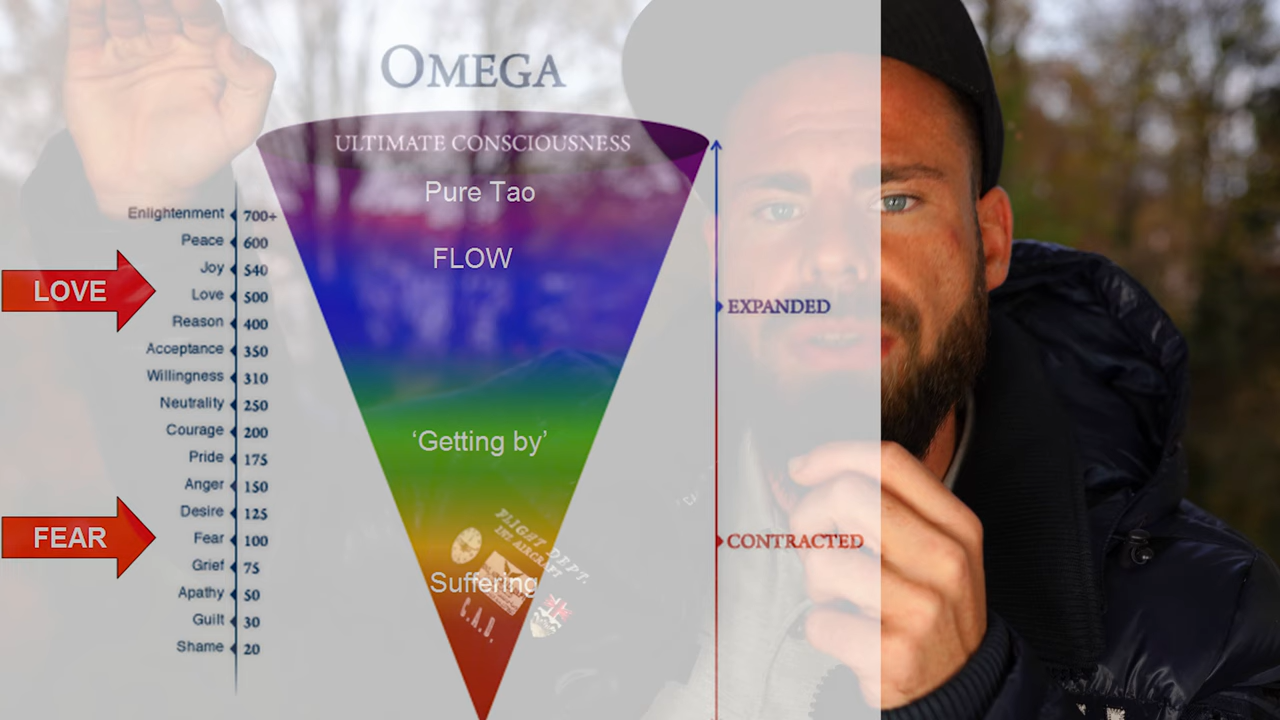 OMEGA
ULTIMATE CONSCIOUSNESS
Pure Tao
FLOW
'Getting by'
Suffering
Enlightenment 700+
Peace 600
Joy 540
Love 500
Reason 400
Acceptance 350
Willingness 310
Neutrality 250
Courage 200
Pride 175
Anger 150
Desire 125
Fear 100
Grief 75
Apathy 50
Guilt 30
Shame 20
LOVE
FEAR
EXPANDED
CONTRACTED
FLIGHT DEPT.
INT AIRCRAFT
C.A.B.